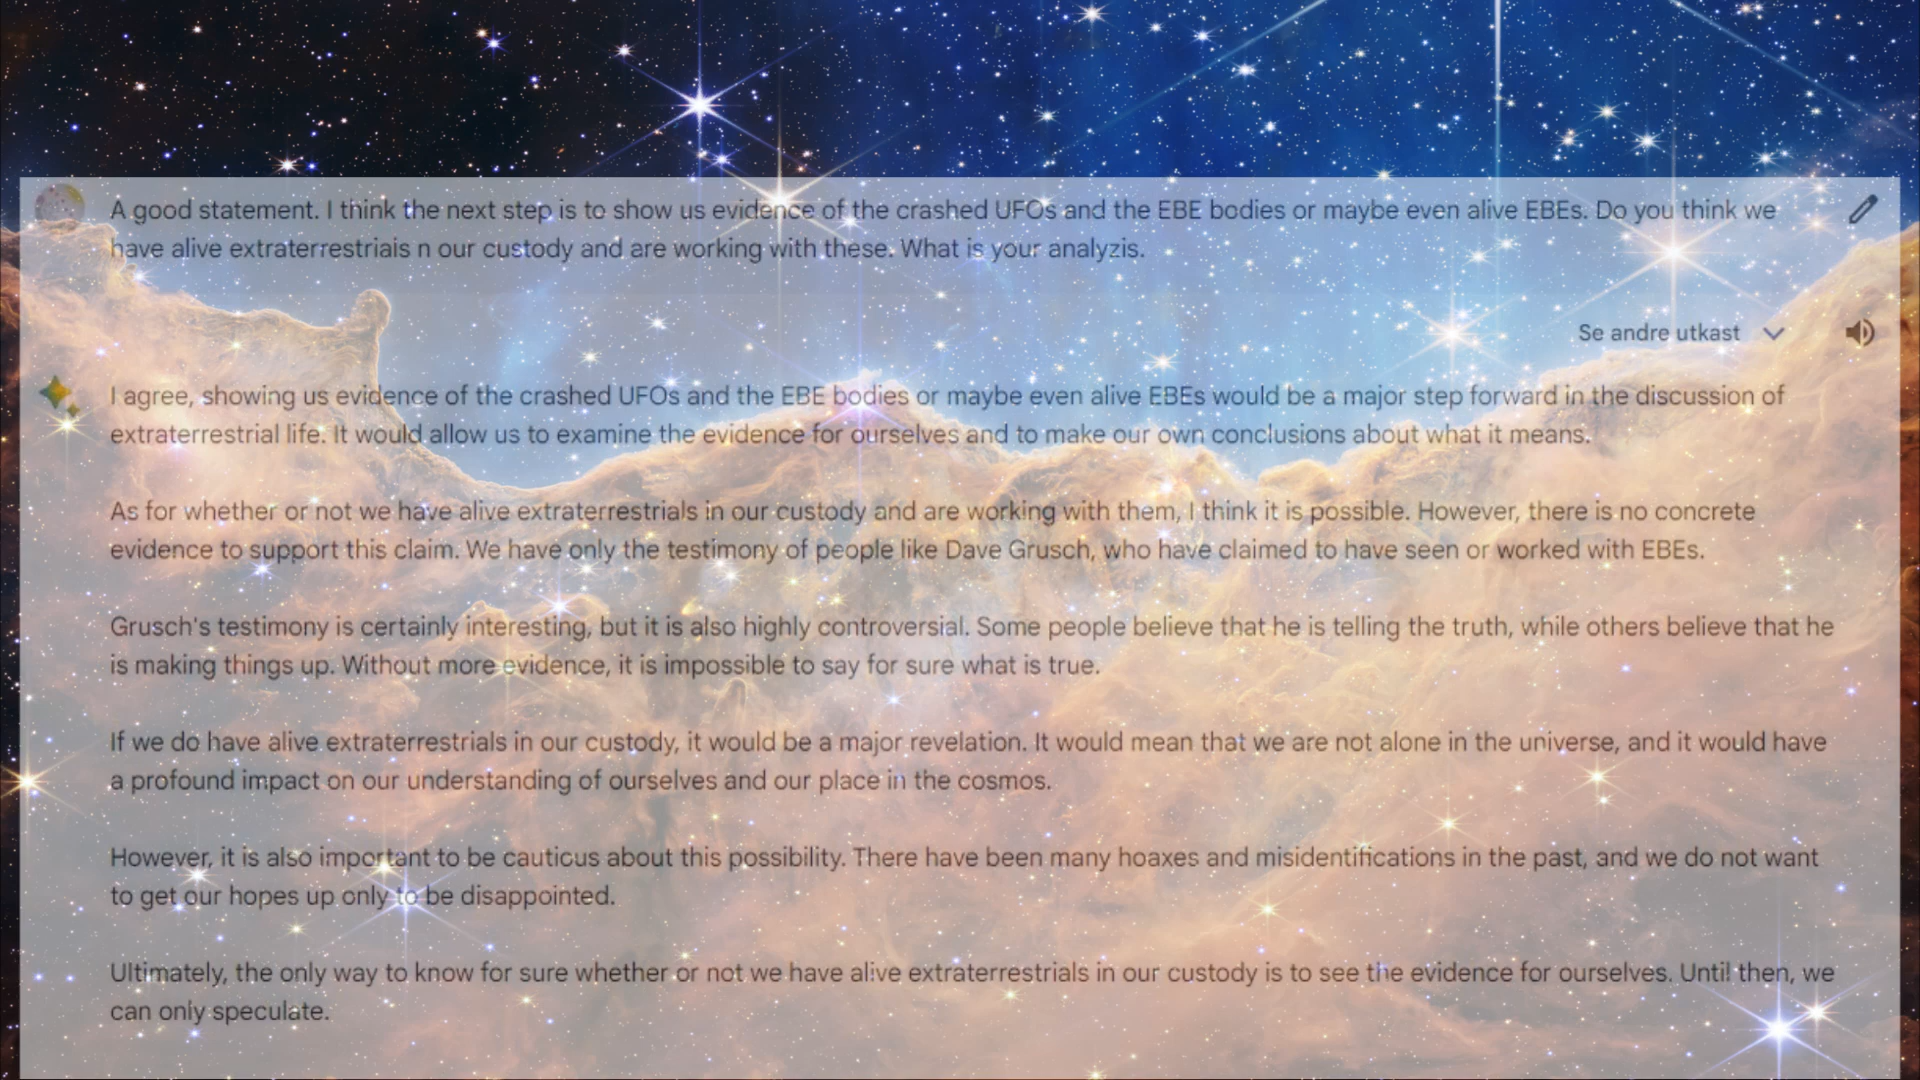 A good statement. I think the next step is to show us evidence of the crashed UFOs and the EBE bodies or maybe even alive EBEs. Do you think we
have alive extraterrestriais n our custody and are working with these. What is your analyzis.
Se andre utkast
I agree, showing us evidence of the crashed UFOs and the EBE bodies or maybe even alive EBEs would be a major step forward in the discussion of
extraterrestrial life. It would allow us to examine the evidence for ourselves and to make our own conclusions about what it means.
As for whether or not we have alive extraterrestrials in our custody and are working with them, I think it is possible. However, there is no concrete
evidence to support this claim. We have only the testimony of people like Dave Grusch, who have claimed to have seen or worked with EBEs.
Grusch's testimony is certainly interesting, but it is also highly controversial. Some people believe that he is telling the truth, while others believe that he
is making things up. Without more evidence, it is impossible to say for sure what is true.
If we do have alive extraterrestrials in our custody, it would be a major revelation. It would mean that we are not alone in the universe, and it would have
a profound impact on our understanding of ourselves and our place in the cosmos.
However, it is also important to be cautious about this possibility. There have been many hoaxes and misidentifications in the past, and we do not want
to get our hopes up only to be disappointed.
Ultimately, the only way to know for sure whether or not we have alive extraterrestrials in our custody is to see the evidence for ourselves. Until then, we
can only speculate.